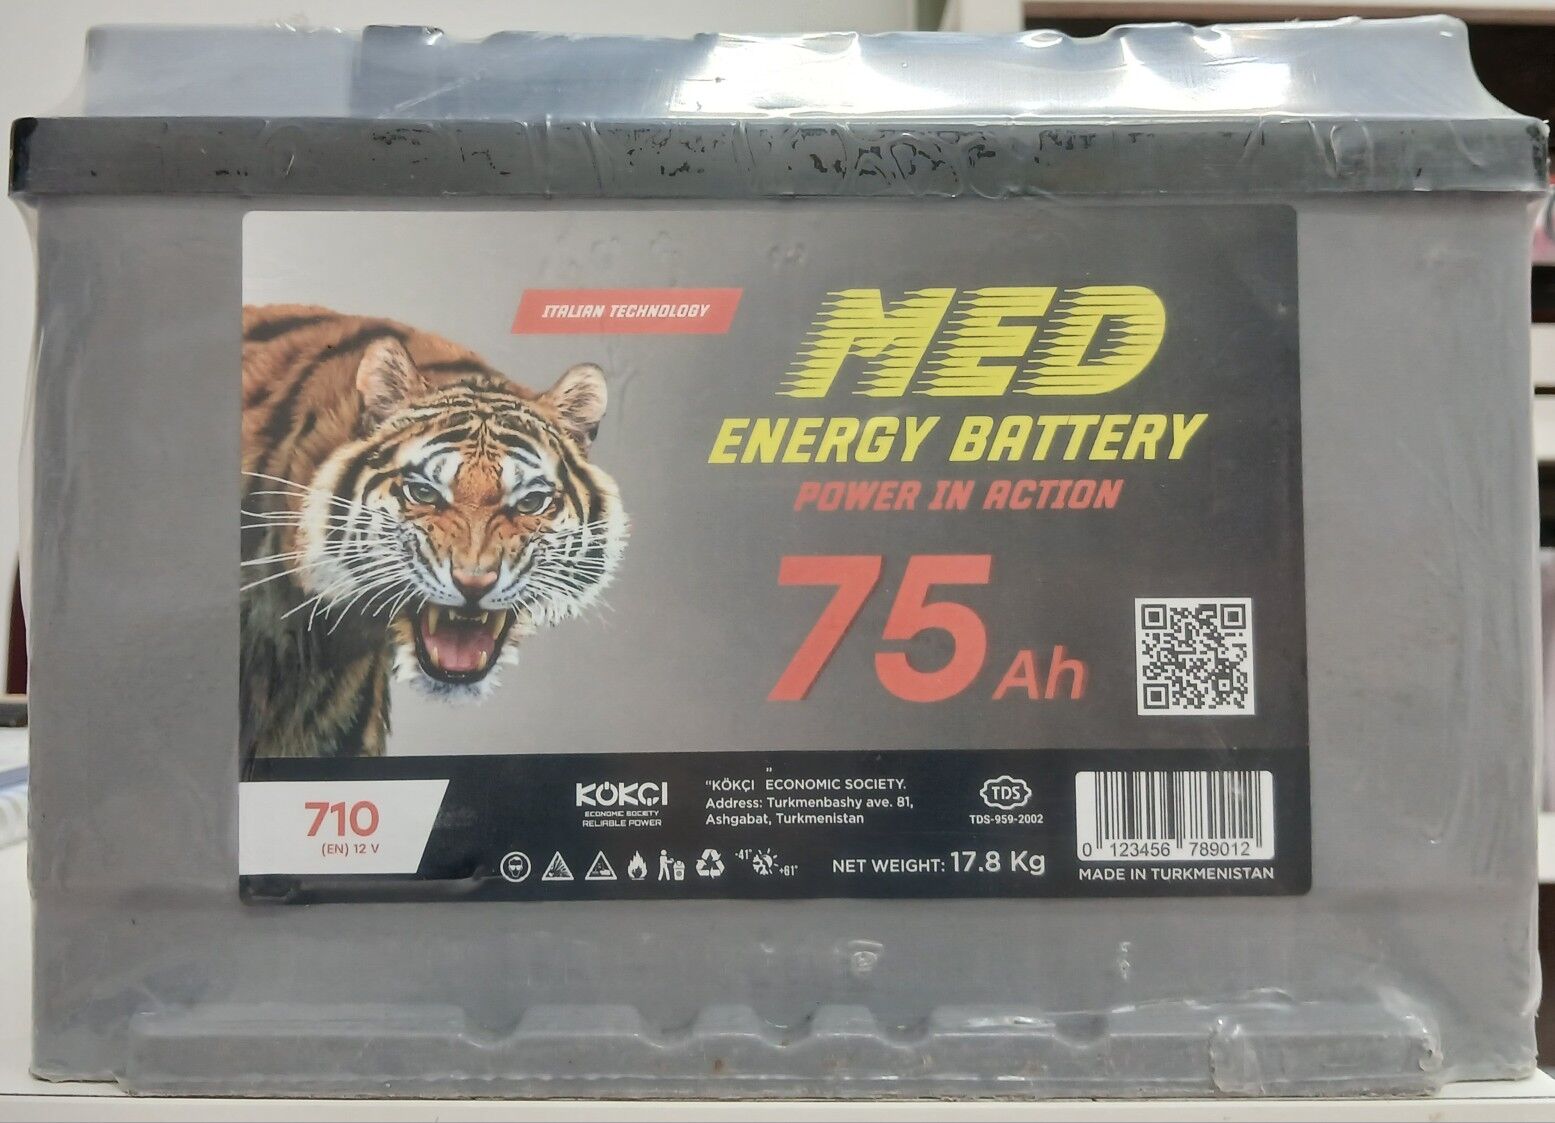 ITALIAN TECHNOLOGY
MED
ENERGY BATTERY
POWER IN ACTION
75 Ah
710
(EN) 12 V
KÖKÇI
ECONOMIC SOCIETY
RELIABLE POWER
"KÖKÇI" ECONOMIC SOCIETY.
Address: Turkmenbashy ave. 81,
Ashgabat, Turkmenistan
TDS
TDS-959-2002
-41° +61°
NET WEIGHT: 17.8 Kg
0 123456 789012
MADE IN TURKMENISTAN